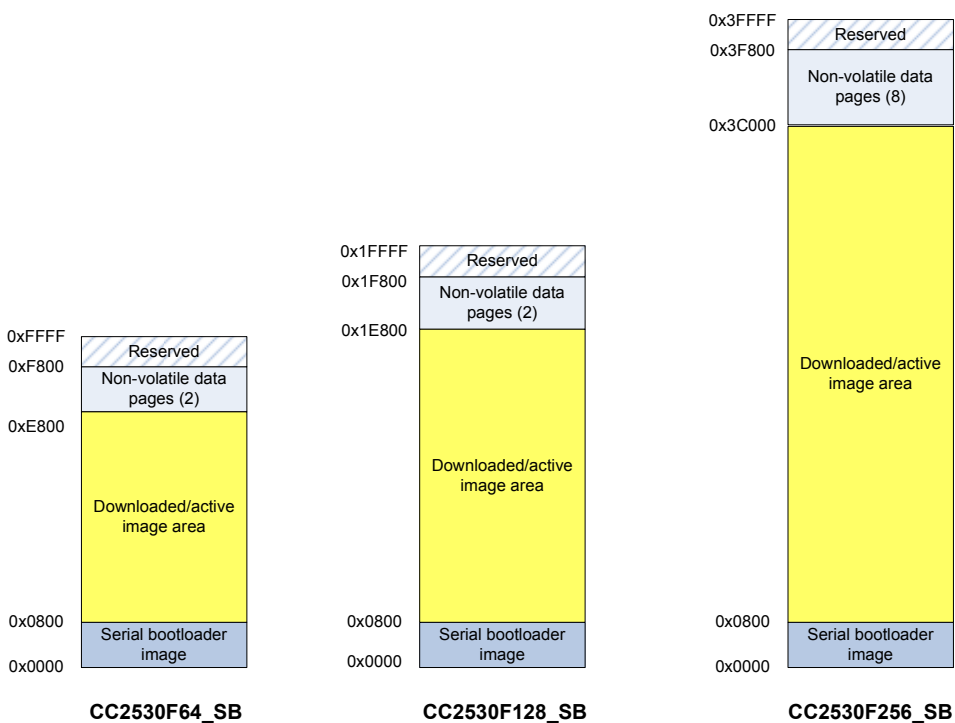 0xFFFF
Reserved
0xF800
Non-volatile data
pages (2)
0xE800
Downloaded/active
image area
0x0800
Serial bootloader
image
0x0000
CC2530F64_SB
0x1FFFF
Reserved
0x1F800
Non-volatile data
pages (2)
0x1E800
Downloaded/active
image area
0x0800
Serial bootloader
image
0x0000
CC2530F128_SB
0x3FFFF
Reserved
0x3F800
Non-volatile data
pages (8)
0x3C000
Downloaded/active
image area
0x0800
Serial bootloader
image
0x0000
CC2530F256_SB